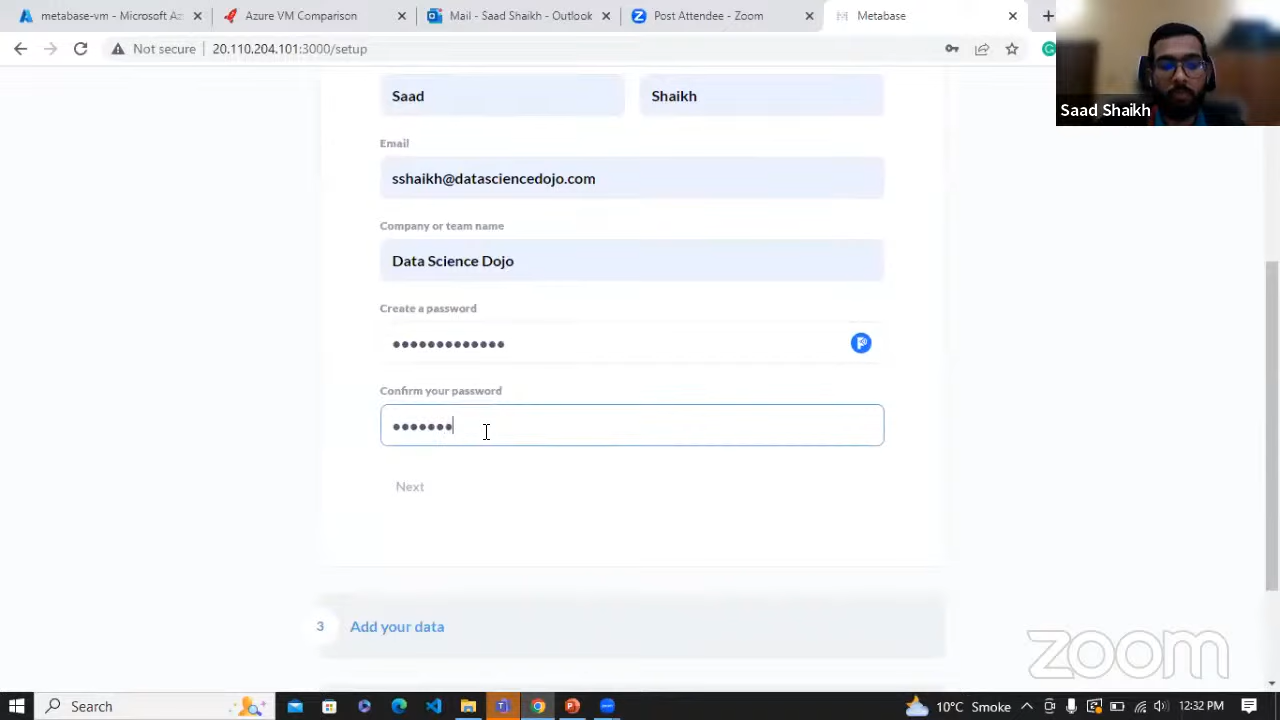 metabase-vm - Microsoft Az
Azure VM Comparison
Mail - Saad Shaikh - Outlook
Post Attendee - Zoom
Metabase
Not secure
20.110.204.101:3000/setup
Saad Shaikh
Saad
Shaikh
Email
sshaikh@datasciencedojo.com
Company or team name
Data Science Dojo
Create a password
•••••••••••••
Confirm your password
•••••••
Next
3 Add your data
zoom
Search
10°C Smoke
12:32 PM